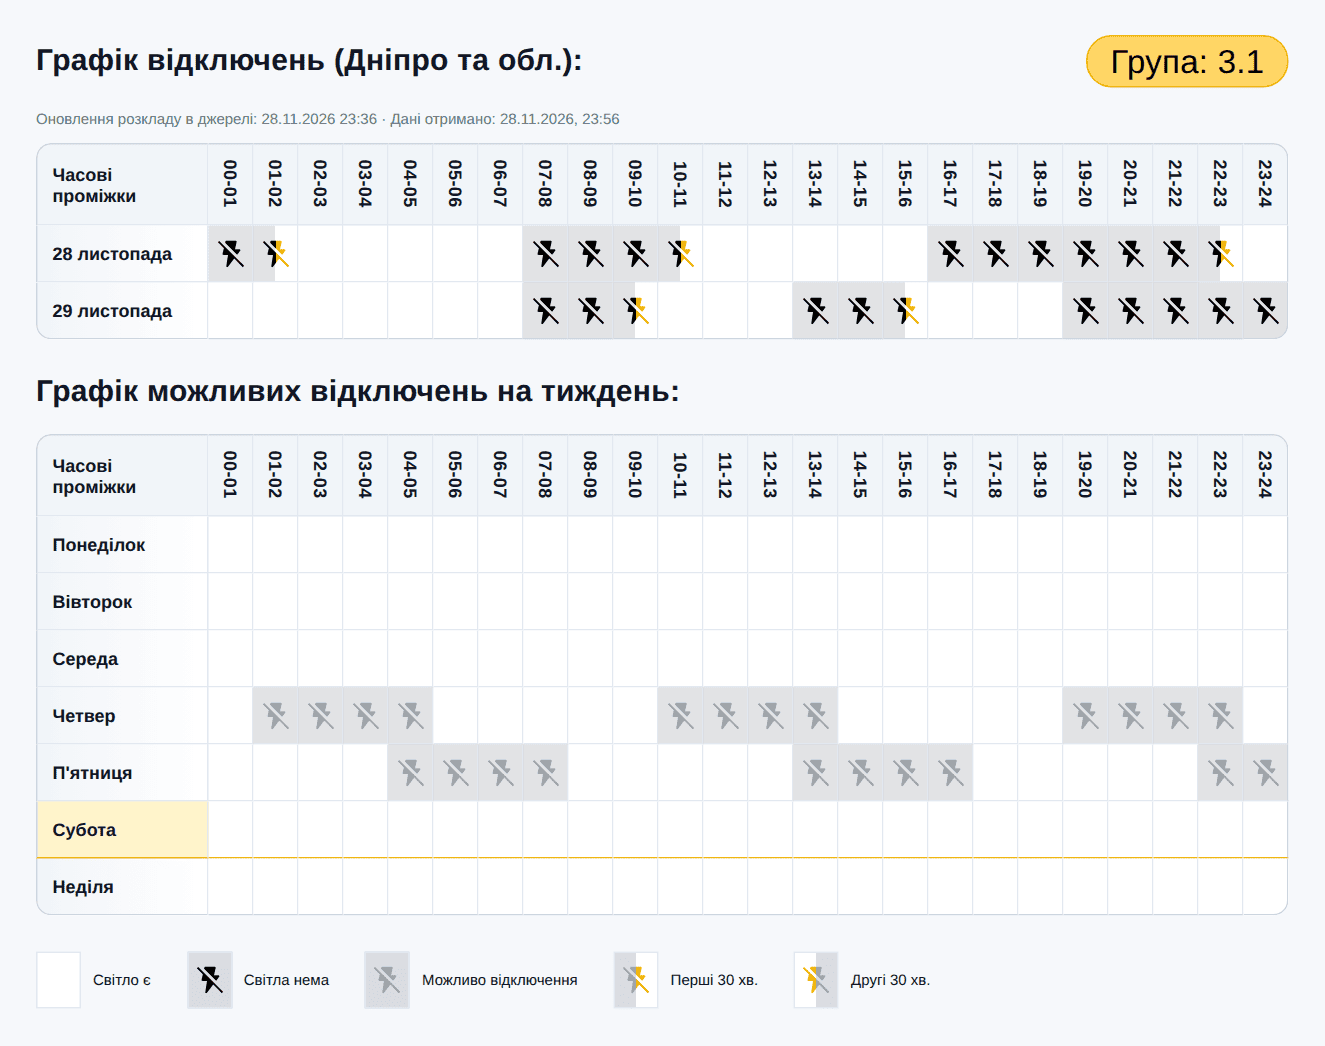 Графік відключень (Дніпро та обл.):
Група: 3.1
Оновлення розкладу в джерелі: 28.11.2026 23:36 · Дані отримано: 28.11.2026, 23:56
Часові
проміжки
00-01 01-02 02-03 03-04 04-05 05-06 06-07 07-08 08-09 09-10 10-11 11-12 12-13 13-14 14-15 15-16 16-17 17-18 18-19 19-20 20-21 21-22 22-23 23-24
28 листопада
29 листопада
Графік можливих відключень на тиждень:
Часові
проміжки
00-01 01-02 02-03 03-04 04-05 05-06 06-07 07-08 08-09 09-10 10-11 11-12 12-13 13-14 14-15 15-16 16-17 17-18 18-19 19-20 20-21 21-22 22-23 23-24
Понеділок
Вівторок
Середа
Четвер
П'ятниця
Субота
Неділя
Світло є Світла нема Можливо відключення Перші 30 хв. Другі 30 хв.